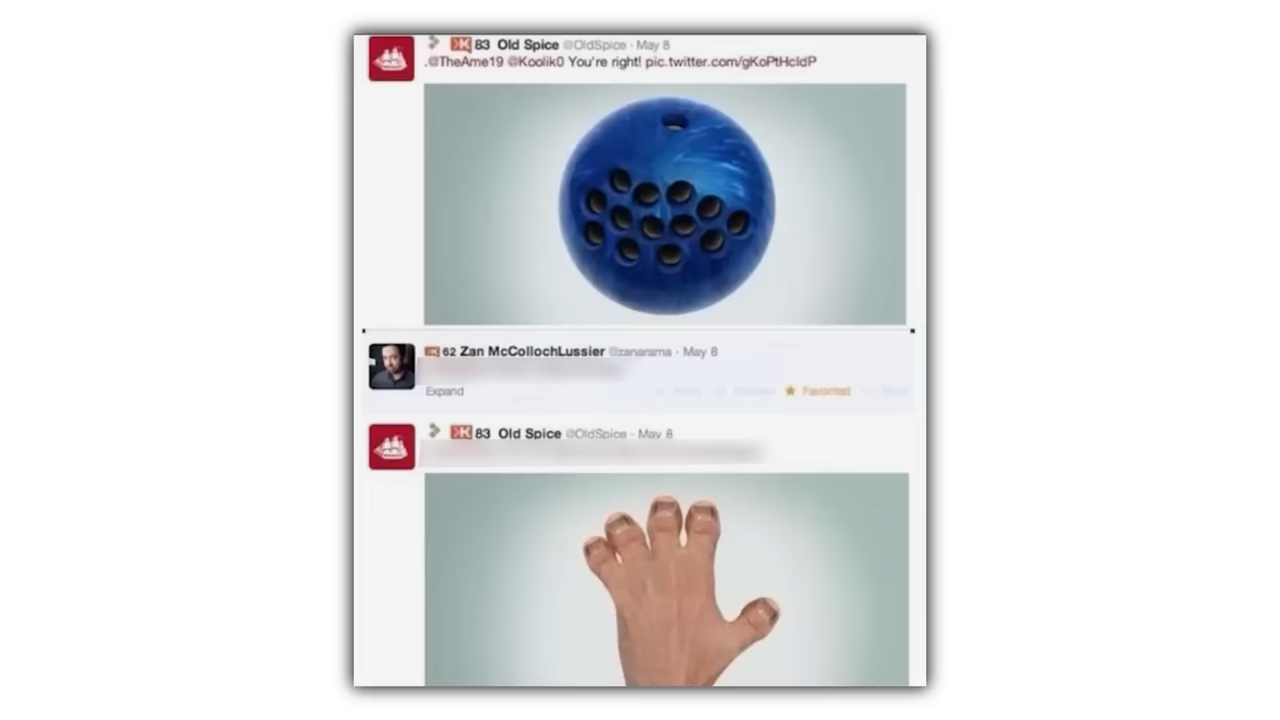 83 Old Spice @OldSpice · May 8
.@TheAme19 @Koolik0 You're right! pic.twitter.com/gKoPtHcIdP
62 Zan McCollochLussier @zanarama · May 8
Expand Favorited
83 Old Spice @OldSpice · May 8